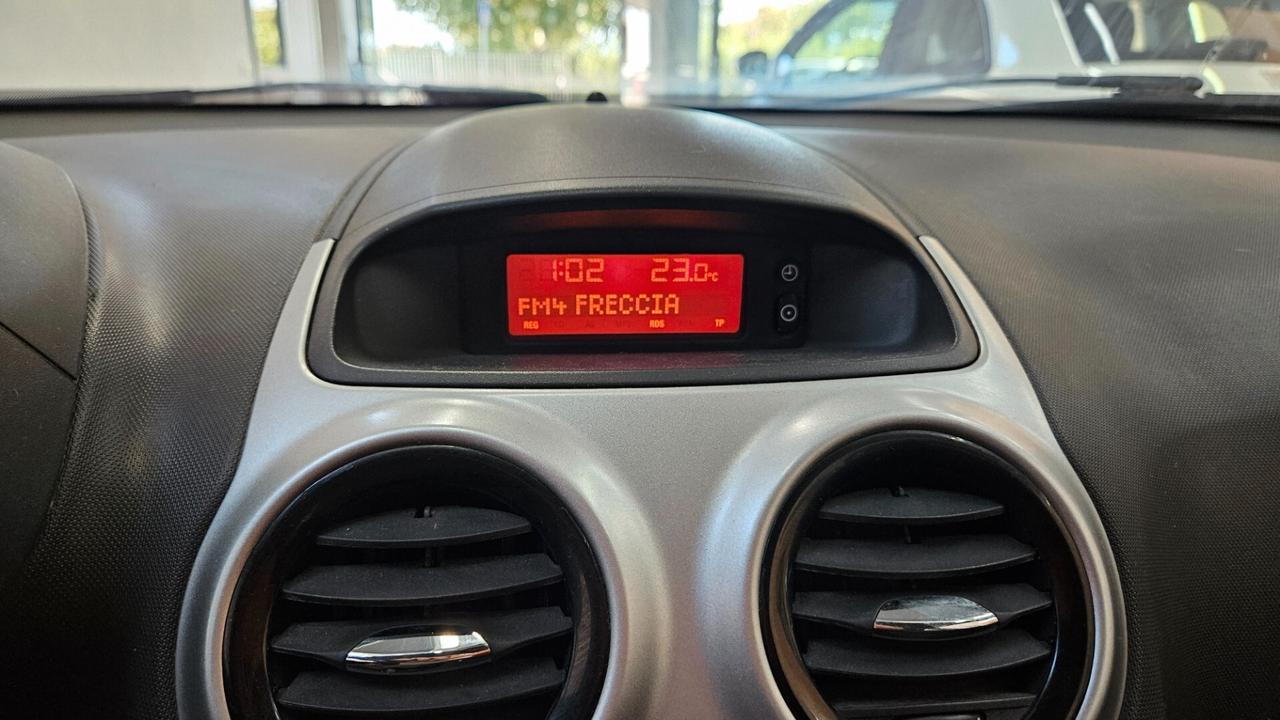 1:02 23.0°C
FM4 FRECCIA
REG RDS TP